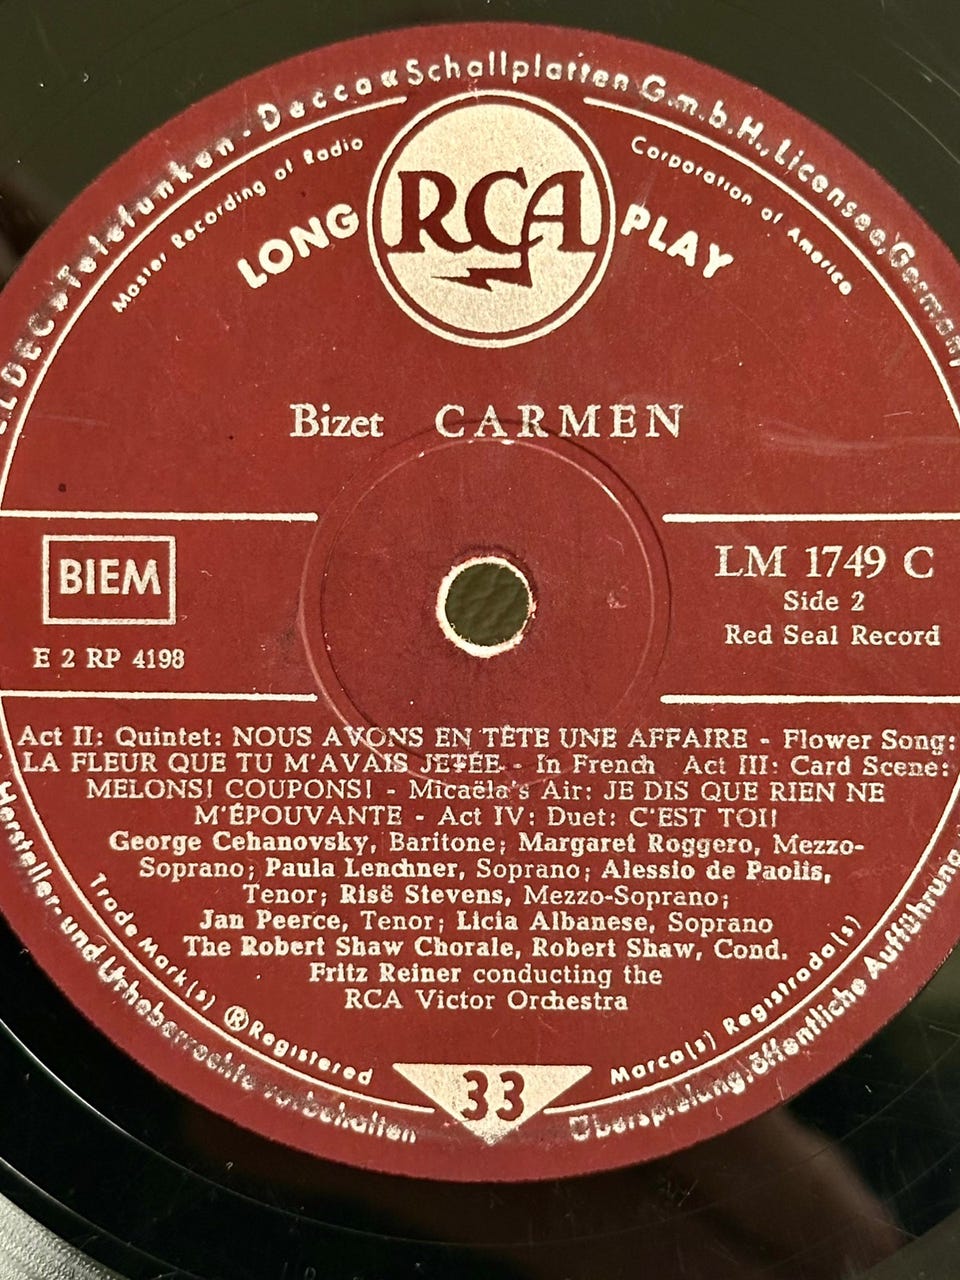 TELDEC »Telefunken - Decca« Schallplatten G.m.b.H., Licensee, Germany
Master Recording of Radio Corporation of America
LONG RCA PLAY
Bizet CARMEN
BIEM
E 2 RP 4198
LM 1749 C
Side 2
Red Seal Record
Act II: Quintet: NOUS AVONS EN TÊTE UNE AFFAIRE - Flower Song:
LA FLEUR QUE TU M'AVAIS JETÉE - In French Act III: Card Scene:
MELONS! COUPONS! - Micaëla's Air: JE DIS QUE RIEN NE
M'ÉPOUVANTE - Act IV: Duet: C'EST TOI!
George Cehanovsky, Baritone; Margaret Roggero, Mezzo-
Soprano; Paula Lenchner, Soprano; Alessio de Paolis,
Tenor; Risë Stevens, Mezzo-Soprano;
Jan Peerce, Tenor; Licia Albanese, Soprano
The Robert Shaw Chorale, Robert Shaw, Cond.
Fritz Reiner conducting the
RCA Victor Orchestra
Trade Mark(s) ®Registered
33
Marca(s) Registrada(s)
Hersteller- und Urheberrechte vorbehalten
Überspielung, öffentliche Aufführung